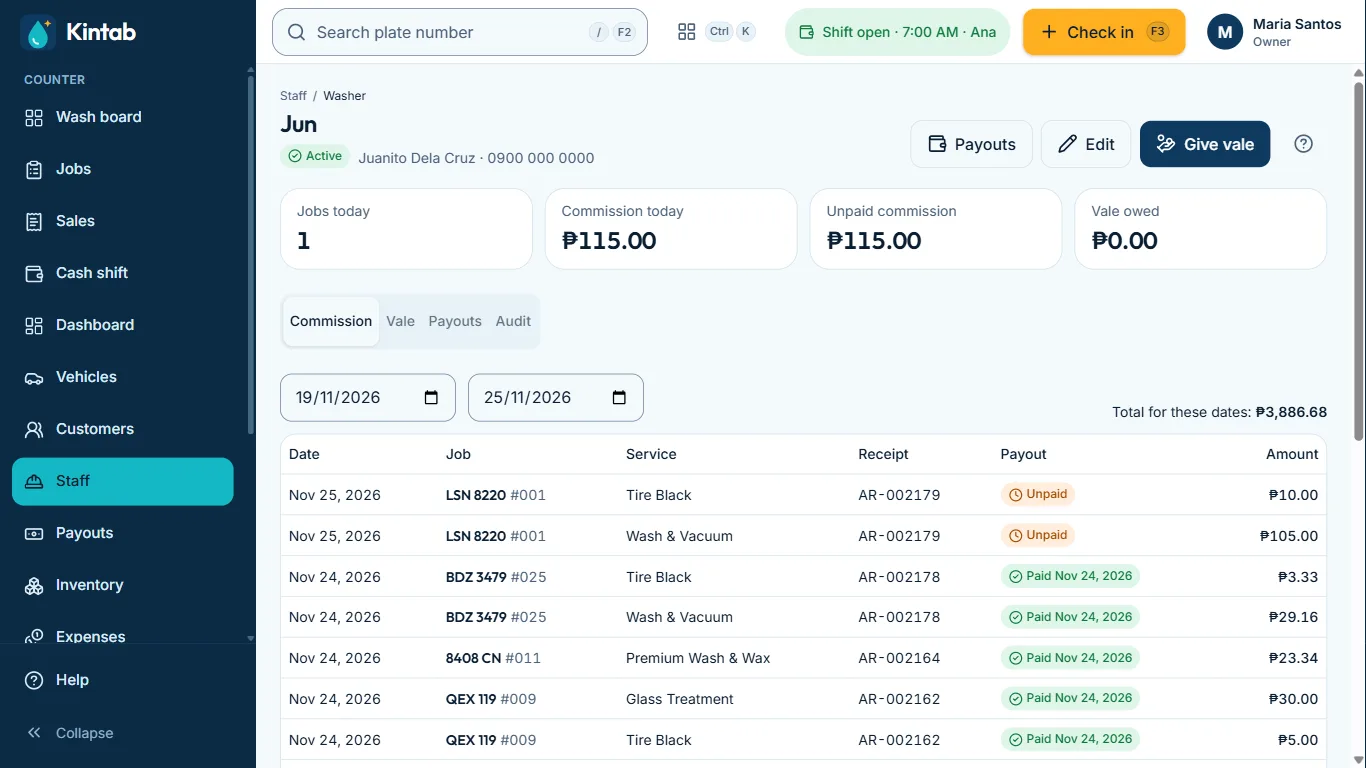 Kintab
COUNTER
Wash board
Jobs
Sales
Cash shift
Dashboard
Vehicles
Customers
Staff
Payouts
Inventory
Expenses
Help
Collapse
Search plate number / F2
Ctrl K
Shift open · 7:00 AM · Ana
Check in F3
M
Maria Santos
Owner
Staff / Washer
Jun
Active Juanito Dela Cruz · 0900 000 0000
Payouts
Edit
Give vale
Jobs today
1
Commission today
₱115.00
Unpaid commission
₱115.00
Vale owed
₱0.00
Commission Vale Payouts Audit
19/11/2026 25/11/2026
Total for these dates: ₱3,886.68
Date Job Service Receipt Payout Amount
Nov 25, 2026 LSN 8220 #001 Tire Black AR-002179 Unpaid ₱10.00
Nov 25, 2026 LSN 8220 #001 Wash & Vacuum AR-002179 Unpaid ₱105.00
Nov 24, 2026 BDZ 3479 #025 Tire Black AR-002178 Paid Nov 24, 2026 ₱3.33
Nov 24, 2026 BDZ 3479 #025 Wash & Vacuum AR-002178 Paid Nov 24, 2026 ₱29.16
Nov 24, 2026 8408 CN #011 Premium Wash & Wax AR-002164 Paid Nov 24, 2026 ₱23.34
Nov 24, 2026 QEX 119 #009 Glass Treatment AR-002162 Paid Nov 24, 2026 ₱30.00
Nov 24, 2026 QEX 119 #009 Tire Black AR-002162 Paid Nov 24, 2026 ₱5.00